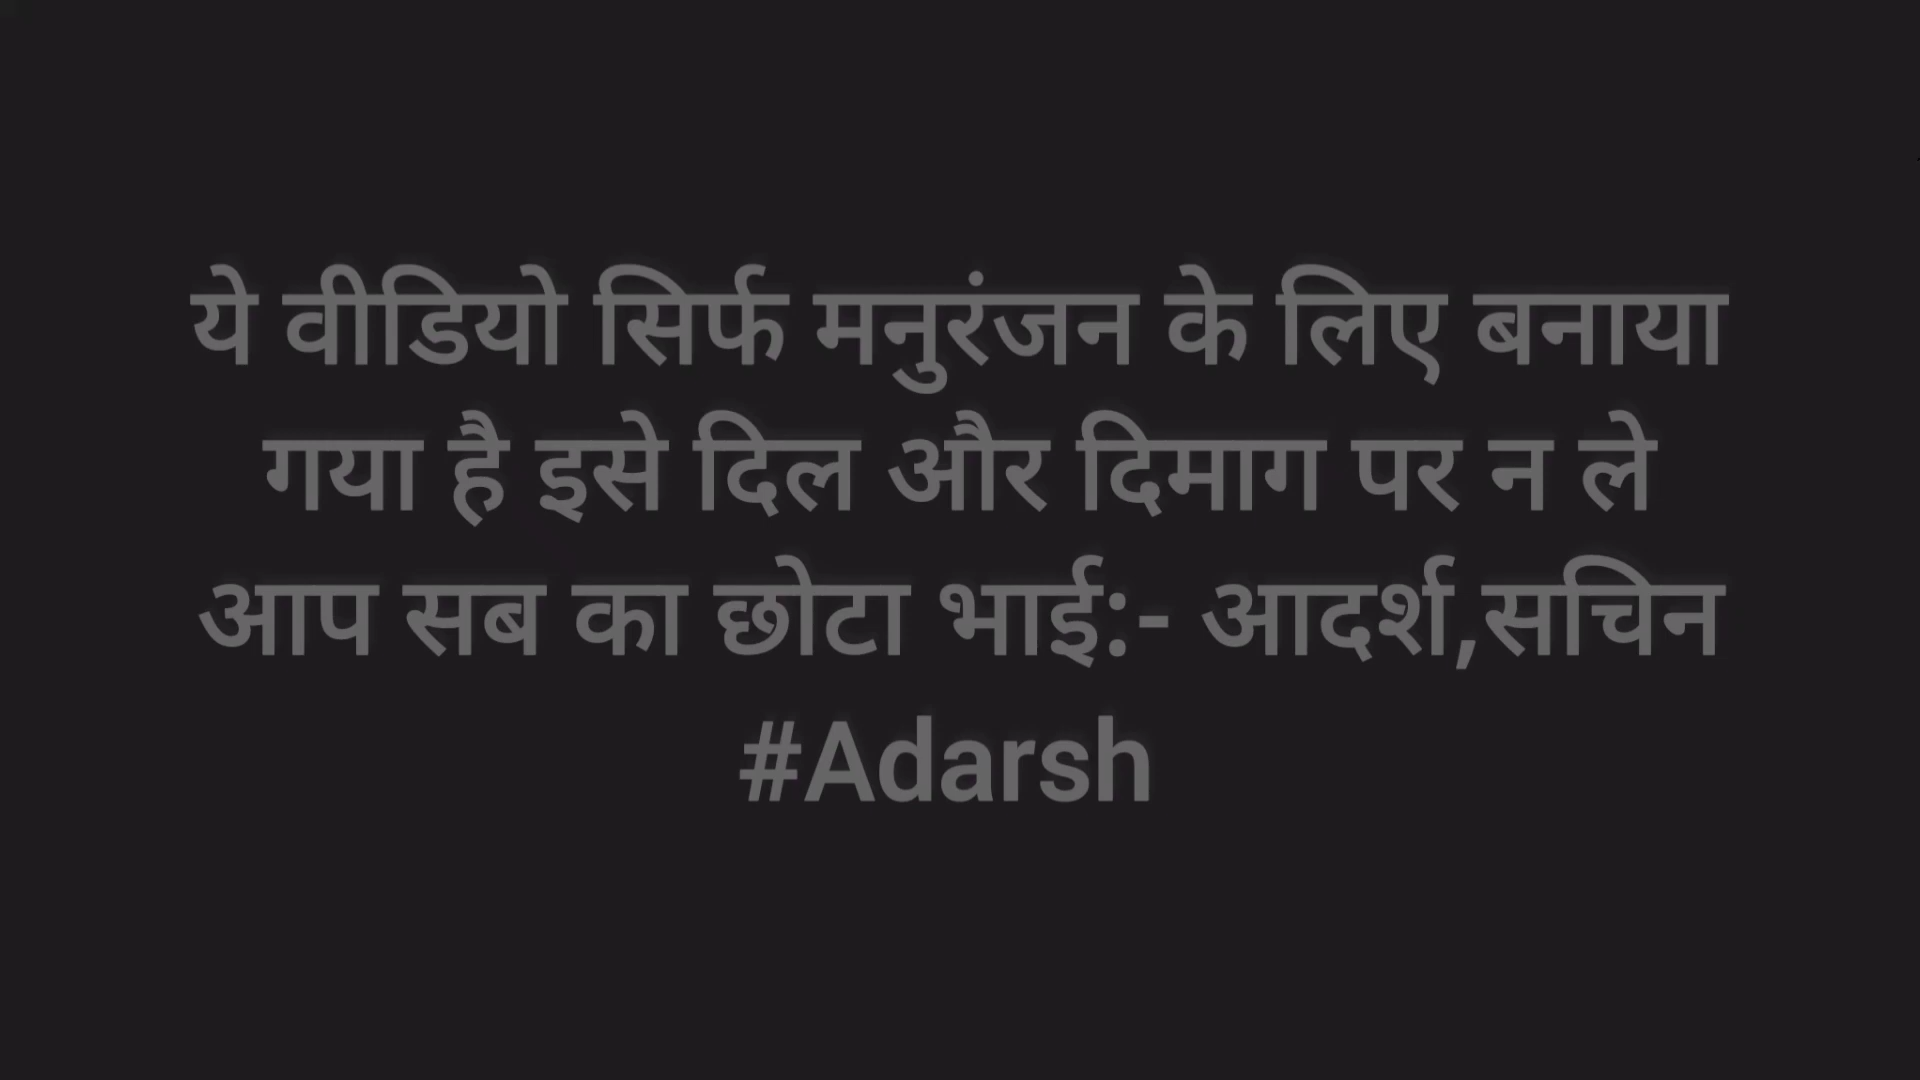 ये वीडियो सिर्फ मनुरंजन के लिए बनाया
गया है इसे दिल और दिमाग पर न ले
आप सब का छोटा भाई:- आदर्श,सचिन
#Adarsh